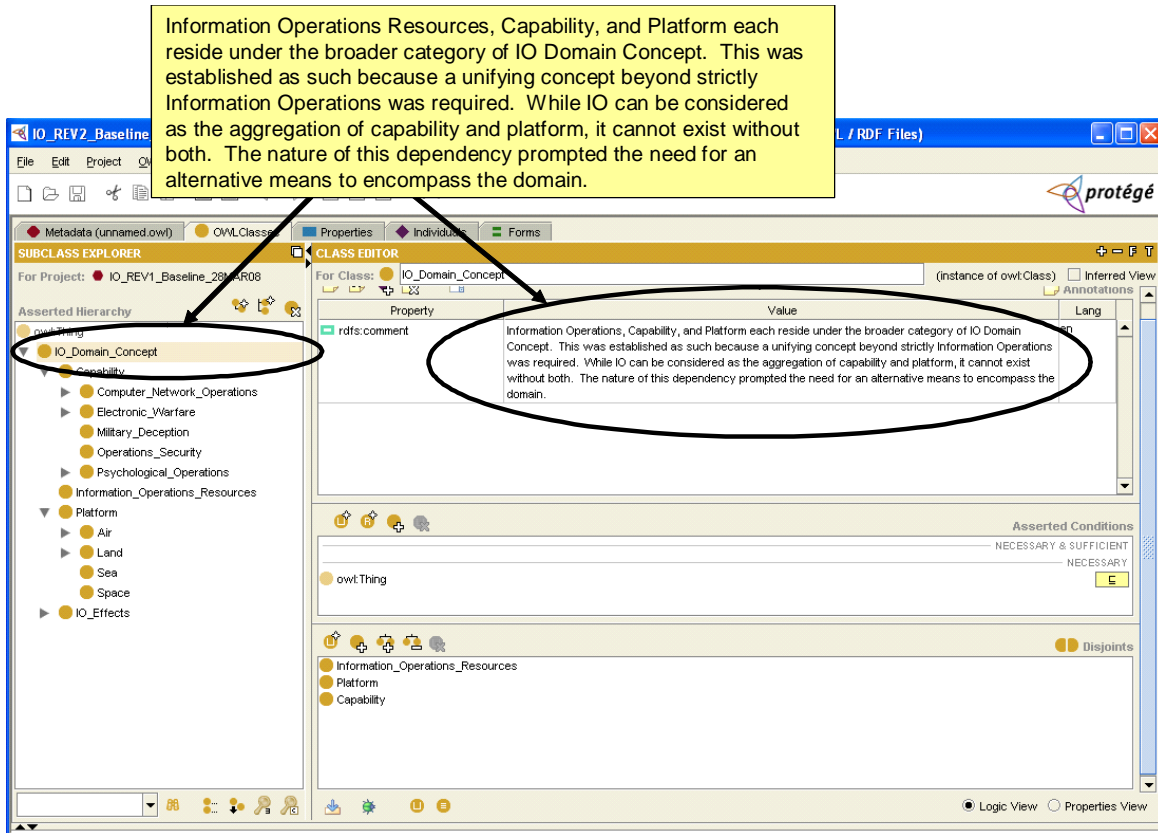 Information Operations Resources, Capability, and Platform each
reside under the broader category of IO Domain Concept.  This was
established as such because a unifying concept beyond strictly
Information Operations was required.  While IO can be considered
as the aggregation of capability and platform, it cannot exist without
both.  The nature of this dependency prompted the need for an
alternative means to encompass the domain.
IO_REV2_Baseline L / RDF Files)
File Edit Project
protégé
Metadata (unnamed.owl) OWLClasses Properties Individuals Forms
SUBCLASS EXPLORER
For Project: IO_REV1_Baseline_28MAR08
Asserted Hierarchy
owl:Thing
IO_Domain_Concept
Capability
Computer_Network_Operations
Electronic_Warfare
Military_Deception
Operations_Security
Psychological_Operations
Information_Operations_Resources
Platform
Air
Land
Sea
Space
IO_Effects
CLASS EDITOR
F T
For Class: IO_Domain_Concept (instance of owl:Class) Inferred View
Annotations
Property Value Lang
rdfs:comment
Information Operations, Capability, and Platform each reside under the broader category of IO Domain
Concept.  This was established as such because a unifying concept beyond strictly Information Operations
was required.  While IO can be considered as the aggregation of capability and platform, it cannot exist
without both.  The nature of this dependency prompted the need for an alternative means to encompass the
domain.
en
Asserted Conditions
NECESSARY & SUFFICIENT
NECESSARY
owl:Thing
Disjoints
Information_Operations_Resources
Platform
Capability
Logic View Properties View